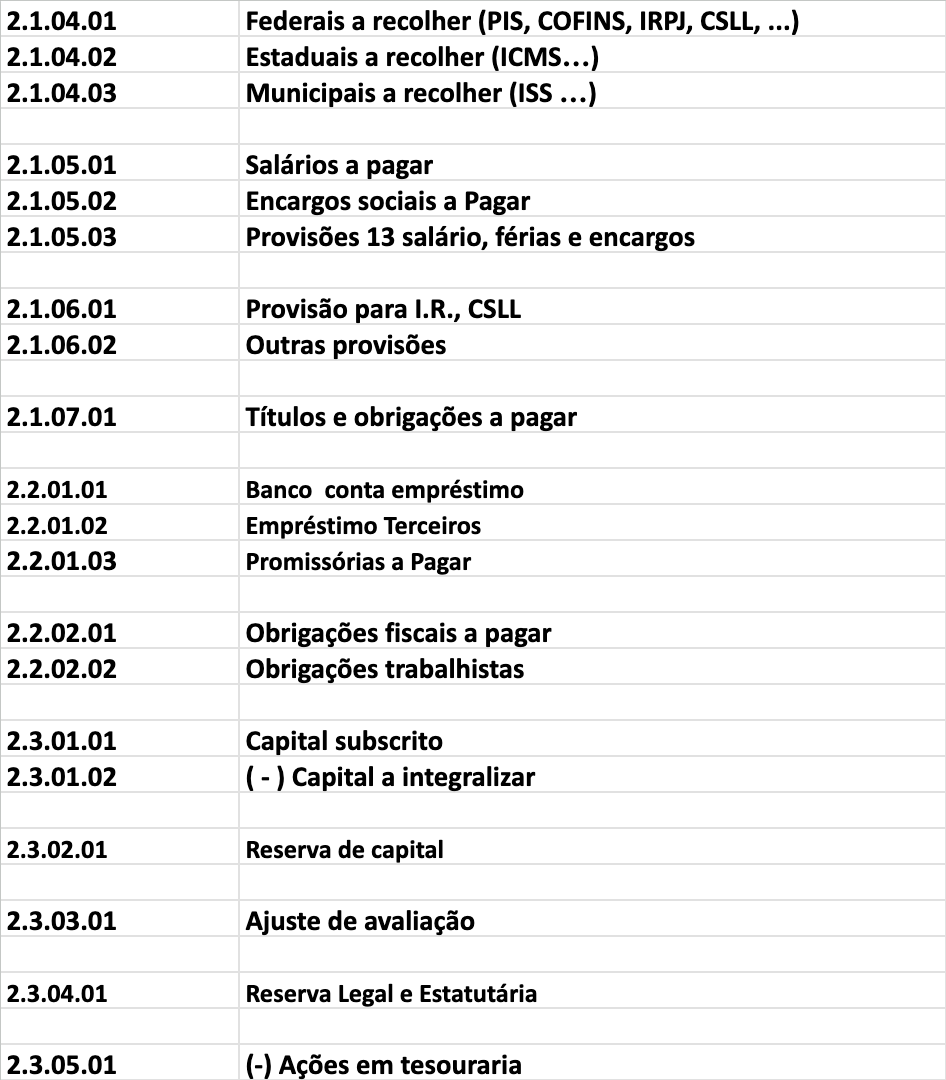 2.1.04.01 Federais a recolher (PIS, COFINS, IRPJ, CSLL, ...)
2.1.04.02 Estaduais a recolher (ICMS...)
2.1.04.03 Municipais a recolher (ISS ...)
2.1.05.01 Salários a pagar
2.1.05.02 Encargos sociais a Pagar
2.1.05.03 Provisões 13 salário, férias e encargos
2.1.06.01 Provisão para I.R., CSLL
2.1.06.02 Outras provisões
2.1.07.01 Títulos e obrigações a pagar
2.2.01.01 Banco  conta empréstimo
2.2.01.02 Empréstimo Terceiros
2.2.01.03 Promissórias a Pagar
2.2.02.01 Obrigações fiscais a pagar
2.2.02.02 Obrigações trabalhistas
2.3.01.01 Capital subscrito
2.3.01.02 ( - ) Capital a integralizar
2.3.02.01 Reserva de capital
2.3.03.01 Ajuste de avaliação
2.3.04.01 Reserva Legal e Estatutária
2.3.05.01 (-) Ações em tesouraria